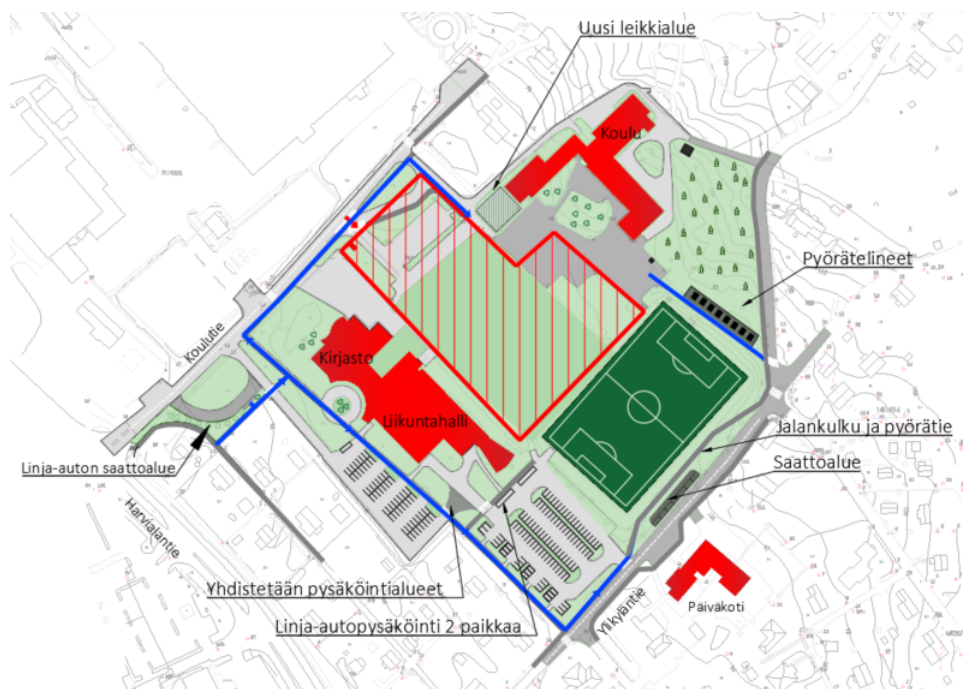 Uusi leikkialue
Koulu
Pyörätelineet
Koulutie
Kirjasto
Liikuntahalli
Jalankulku ja pyörätie
Saattoalue
Linja-auton saattoalue
Harvialantie
Yhdistetään pysäköintialueet
Linja-autopysäköinti 2 paikkaa
Ylikyläntie
Päiväkoti